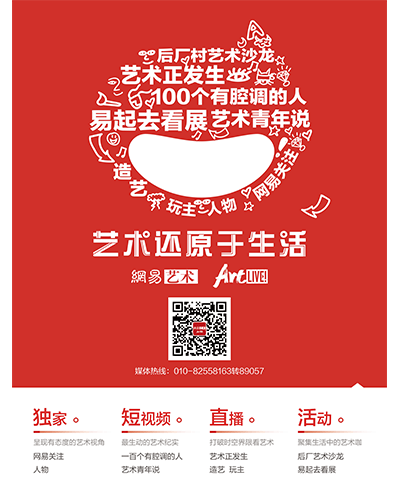 后厂村艺术沙龙
艺术正发生
100个有腔调的人
易起去看展 艺术青年说
造艺
玩主
人物
网易关注!
艺术还原于生活
網易 艺术 Art LIVE!
媒体热线：010-82558163转89057
独家
呈现有态度的艺术视角
网易关注
人物
短视频
最生动的艺术纪实
一百个有腔调的人
艺术青年说
直播
打破时空界限看艺术
艺术正发生
造艺 玩主
活动
聚集生活中的艺术咖
后厂艺术沙龙
易起去看展